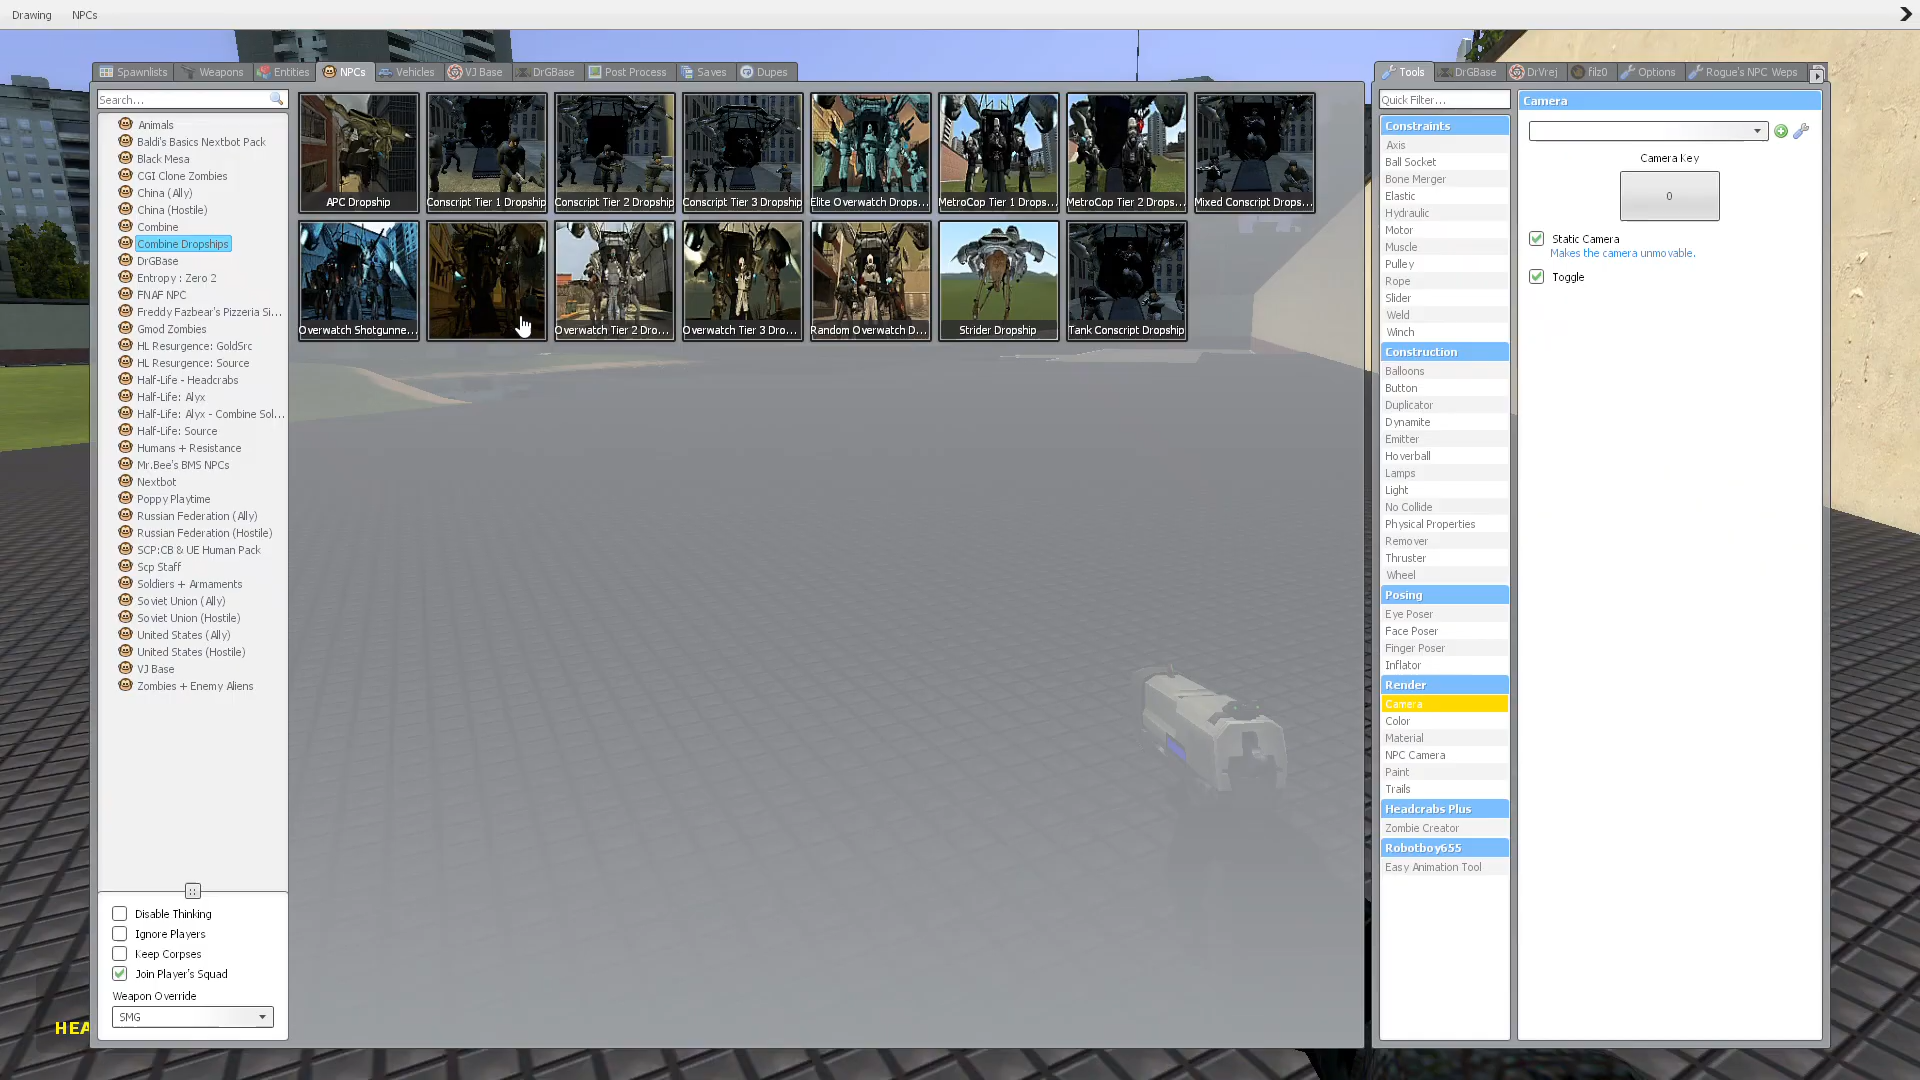 Drawing NPCs
Spawnlists Weapons Entities NPCs Vehicles VJ Base DrGBase Post Process Saves Dupes
Search...
Animals
Baldi's Basics Nextbot Pack
Black Mesa
CGI Clone Zombies
China (Ally)
China (Hostile)
Combine
Combine Dropships
DrGBase
Entropy : Zero 2
FNAF NPC
Freddy Fazbear's Pizzeria Si...
Gmod Zombies
HL Resurgence: GoldSrc
HL Resurgence: Source
Half-Life - Headcrabs
Half-Life: Alyx
Half-Life: Alyx - Combine Sol...
Half-Life: Source
Humans + Resistance
Mr.Bee's BMS NPCs
Nextbot
Poppy Playtime
Russian Federation (Ally)
Russian Federation (Hostile)
SCP:CB & UE Human Pack
Scp Staff
Soldiers + Armaments
Soviet Union (Ally)
Soviet Union (Hostile)
United States (Ally)
United States (Hostile)
VJ Base
Zombies + Enemy Aliens
Disable Thinking
Ignore Players
Keep Corpses
Join Player's Squad
Weapon Override
SMG
HEA
APC Dropship Conscript Tier 1 Dropship Conscript Tier 2 Dropship Conscript Tier 3 Dropship Elite Overwatch Drops... MetroCop Tier 1 Drops... MetroCop Tier 2 Drops... Mixed Conscript Drops...
Overwatch Shotgunne... Overwatch Tier 2 Dro... Overwatch Tier 3 Dro... Random Overwatch D... Strider Dropship Tank Conscript Dropship
Tools DrGBase DrVrej filz0 Options Rogue's NPC Weps
Quick Filter...
Constraints
Axis
Ball Socket
Bone Merger
Elastic
Hydraulic
Motor
Muscle
Pulley
Rope
Slider
Weld
Winch
Construction
Balloons
Button
Duplicator
Dynamite
Emitter
Hoverball
Lamps
Light
No Collide
Physical Properties
Remover
Thruster
Wheel
Posing
Eye Poser
Face Poser
Finger Poser
Inflator
Render
Camera
Color
Material
NPC Camera
Paint
Trails
Headcrabs Plus
Zombie Creator
Robotboy655
Easy Animation Tool
Camera
Camera Key
0
Static Camera
Makes the camera unmovable.
Toggle